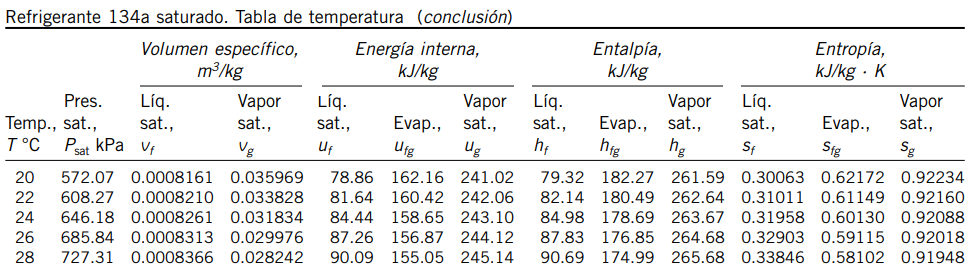 Refrigerante 134a saturado. Tabla de temperatura (conclusión)
Volumen específico, Energía interna, Entalpía, Entropía,
m³/kg kJ/kg kJ/kg kJ/kg · K
Pres. Líq. Vapor Líq. Vapor Líq. Vapor Líq. Vapor
Temp., sat., sat., sat., sat., Evap., sat., sat., Evap., sat., sat., Evap., sat.,
T °C Psat kPa vf vg uf ufg ug hf hfg hg sf sfg sg
20 572.07 0.0008161 0.035969 78.86 162.16 241.02 79.32 182.27 261.59 0.30063 0.62172 0.92234
22 608.27 0.0008210 0.033828 81.64 160.42 242.06 82.14 180.49 262.64 0.31011 0.61149 0.92160
24 646.18 0.0008261 0.031834 84.44 158.65 243.10 84.98 178.69 263.67 0.31958 0.60130 0.92088
26 685.84 0.0008313 0.029976 87.26 156.87 244.12 87.83 176.85 264.68 0.32903 0.59115 0.92018
28 727.31 0.0008366 0.028242 90.09 155.05 245.14 90.69 174.99 265.68 0.33846 0.58102 0.91948